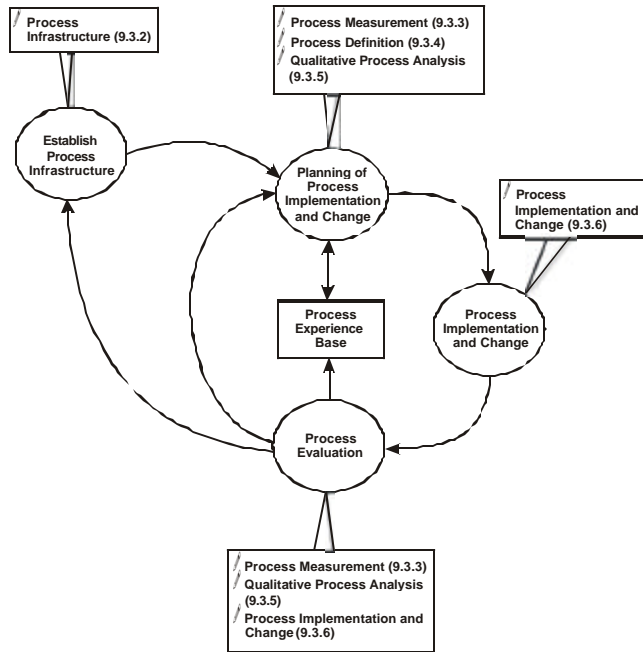 Process
Infrastructure (9.3.2)
Process Measurement (9.3.3)
Process Definition (9.3.4)
Qualitative Process Analysis
(9.3.5)
Establish
Process
Infrastructure
Planning of
Process
Implementation
and Change
Process
Implementation and
Change (9.3.6)
Process
Experience
Base
Process
Implementation
and Change
Process
Evaluation
Process Measurement (9.3.3)
Qualitative Process Analysis
(9.3.5)
Process Implementation and
Change (9.3.6)